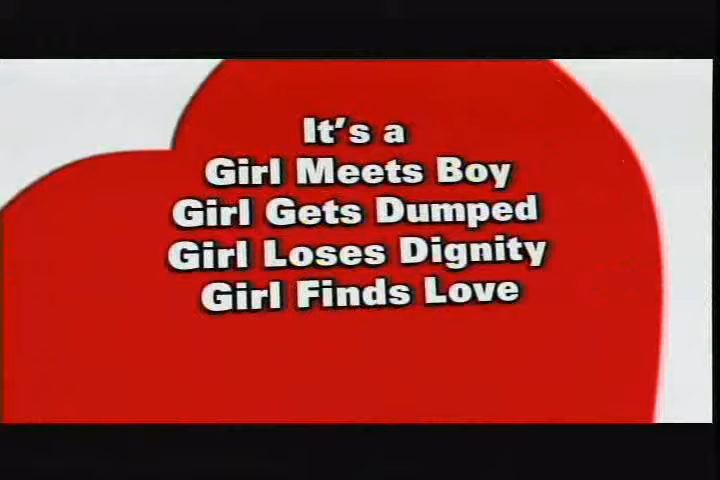 It's a
Girl Meets Boy
Girl Gets Dumped
Girl Loses Dignity
Girl Finds Love